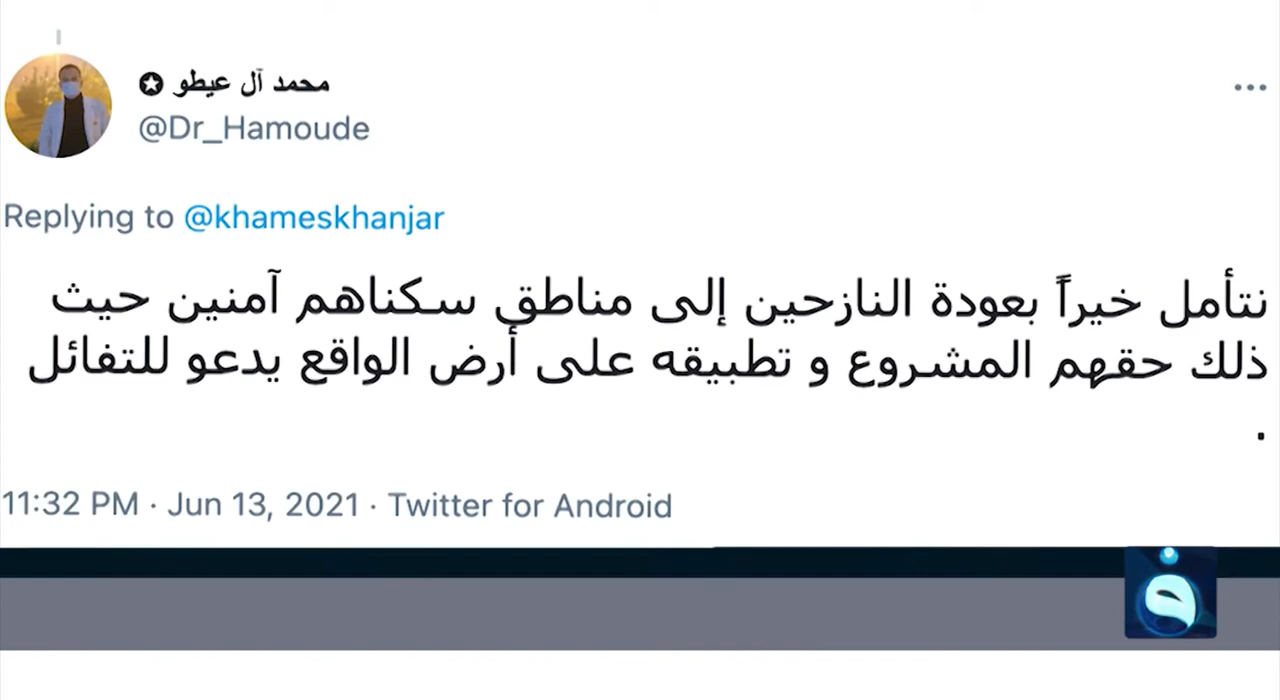 محمد آل عيطو
@Dr_Hamoude
Replying to @khameskhanjar
نتأمل خيراً بعودة النازحين إلى مناطق سكناهم آمنين حيث
ذلك حقهم المشروع و تطبيقه على أرض الواقع يدعو للتفائل
.
11:32 PM · Jun 13, 2021 · Twitter for Android